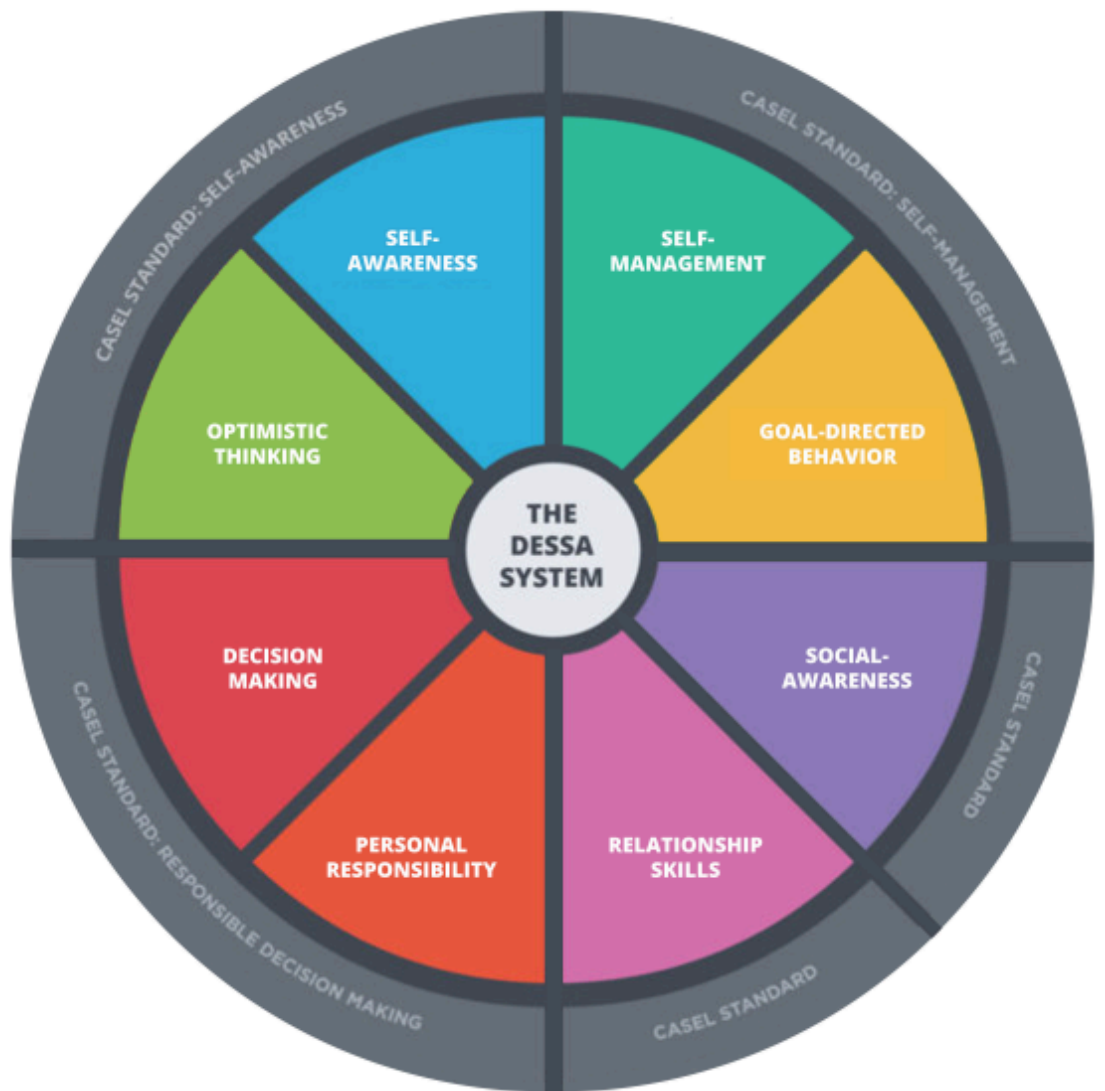 CASEL STANDARD: SELF-AWARENESS
CASEL STANDARD: SELF-MANAGEMENT
SELF-
AWARENESS
SELF-
MANAGEMENT
OPTIMISTIC
THINKING
GOAL-DIRECTED
BEHAVIOR
THE
DESSA
SYSTEM
DECISION
MAKING
SOCIAL-
AWARENESS
PERSONAL
RESPONSIBILITY
RELATIONSHIP
SKILLS
CASEL STANDARD: RESPONSIBLE DECISION MAKING
CASEL STANDARD
CASEL STANDARD